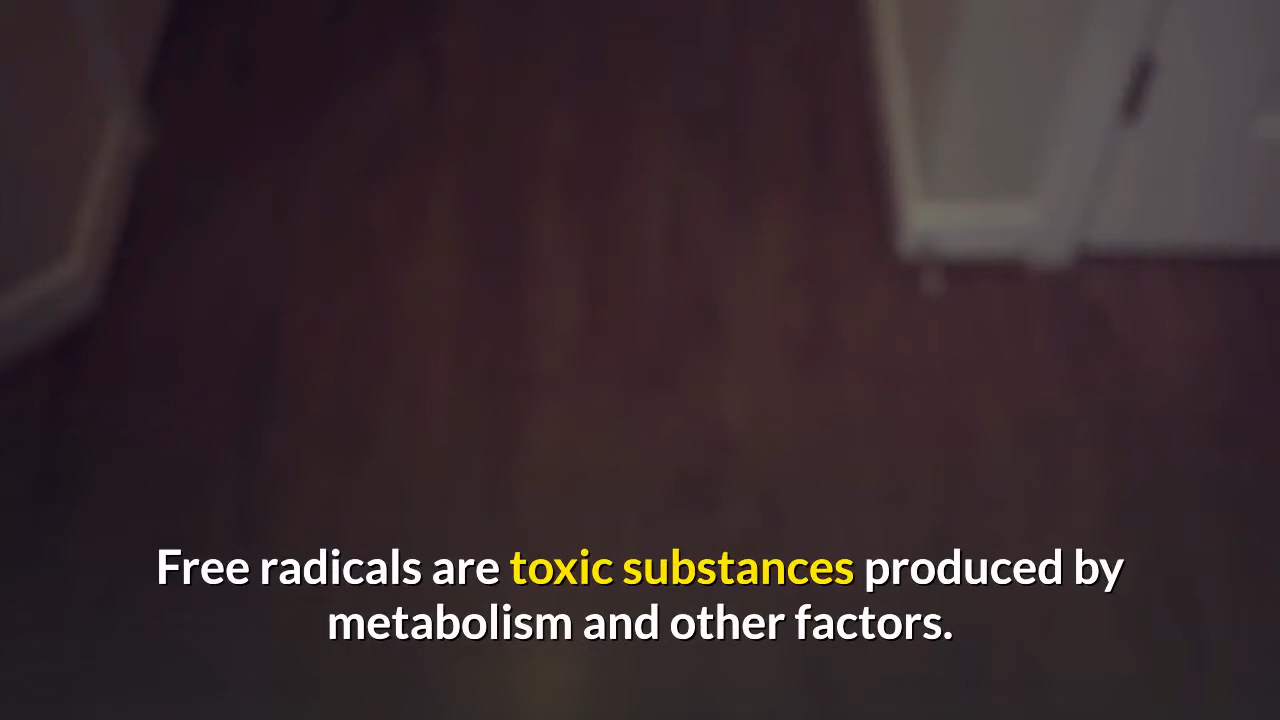 Free radicals are toxic substances produced by
metabolism and other factors.